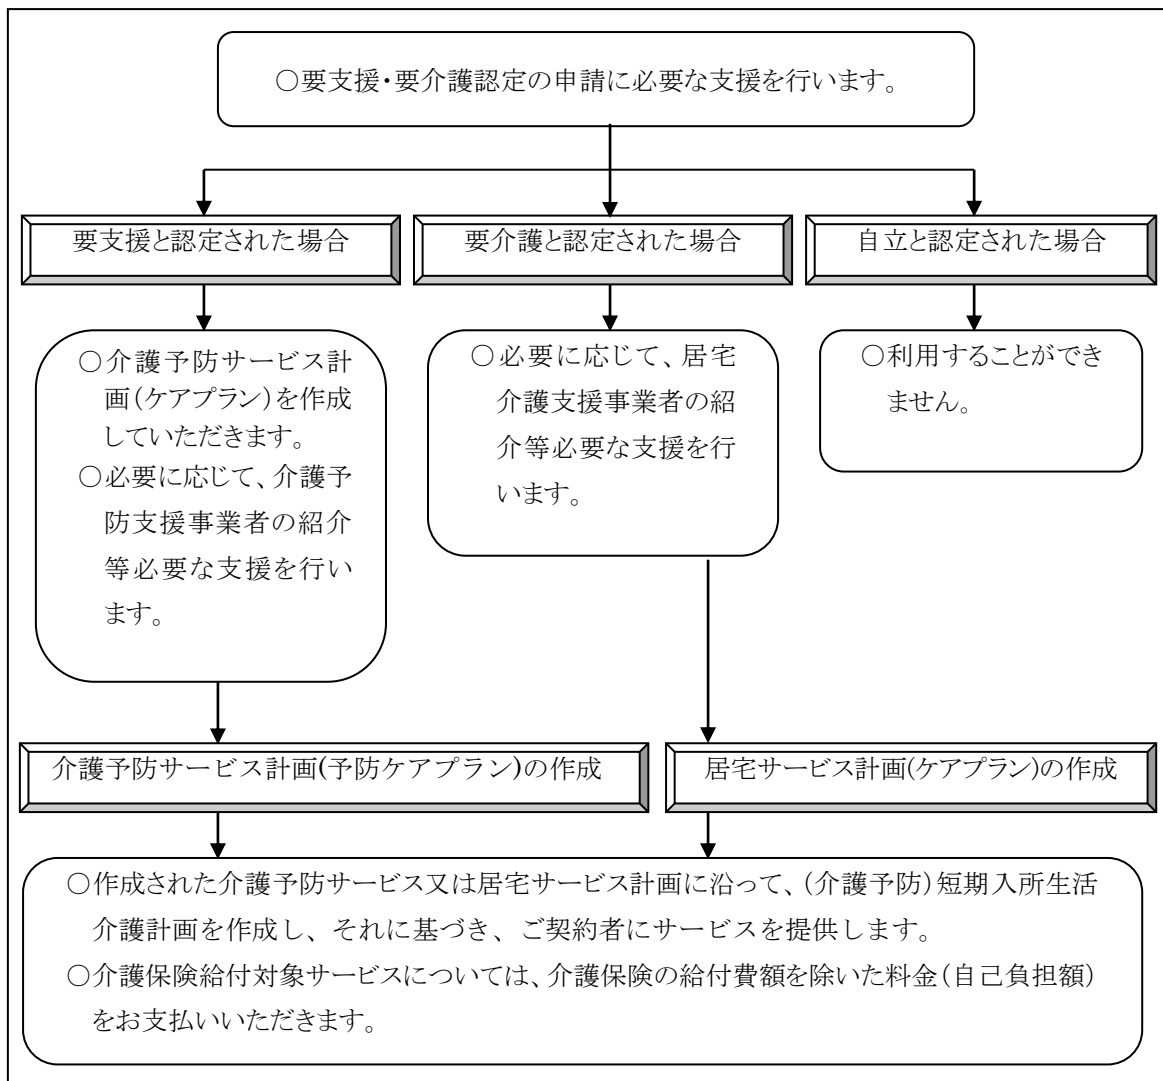 ○要支援・要介護認定の申請に必要な支援を行います。
要支援と認定された場合
要介護と認定された場合
自立と認定された場合
○介護予防サービス計
画(ケアプラン)を作成
していただきます。
○必要に応じて、介護予
防支援事業者の紹介
等必要な支援を行い
ます。
○必要に応じて、居宅
介護支援事業者の紹
介等必要な支援を行
います。
○利用することができ
ません。
介護予防サービス計画(予防ケアプラン)の作成
居宅サービス計画(ケアプラン)の作成
○作成された介護予防サービス又は居宅サービス計画に沿って、(介護予防)短期入所生活
介護計画を作成し、それに基づき、ご契約者にサービスを提供します。
○介護保険給付対象サービスについては、介護保険の給付費額を除いた料金(自己負担額)
をお支払いいただきます。